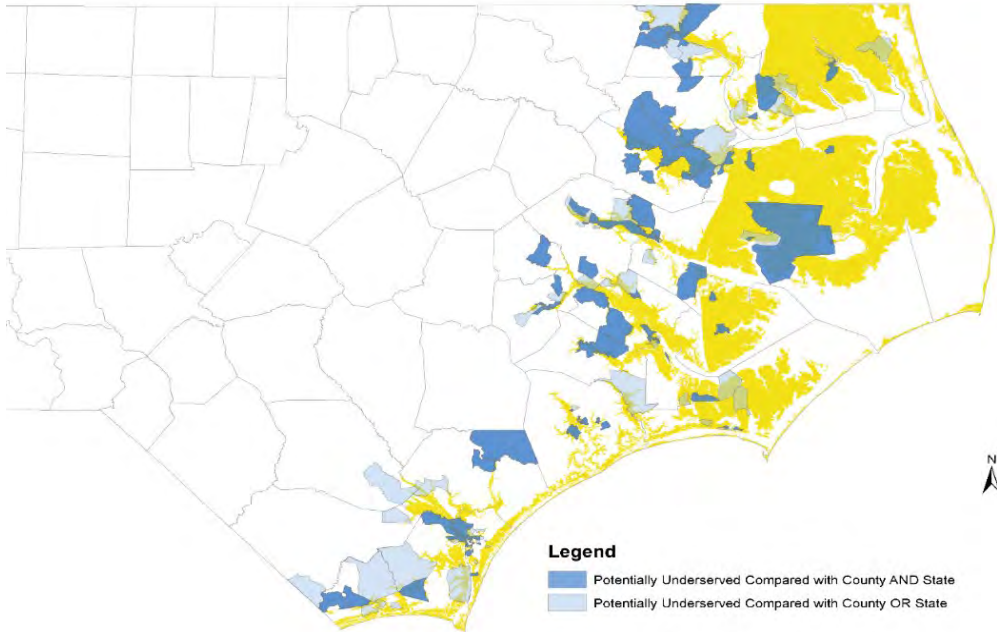 N
Legend
Potentially Underserved Compared with County AND State
Potentially Underserved Compared with County OR State